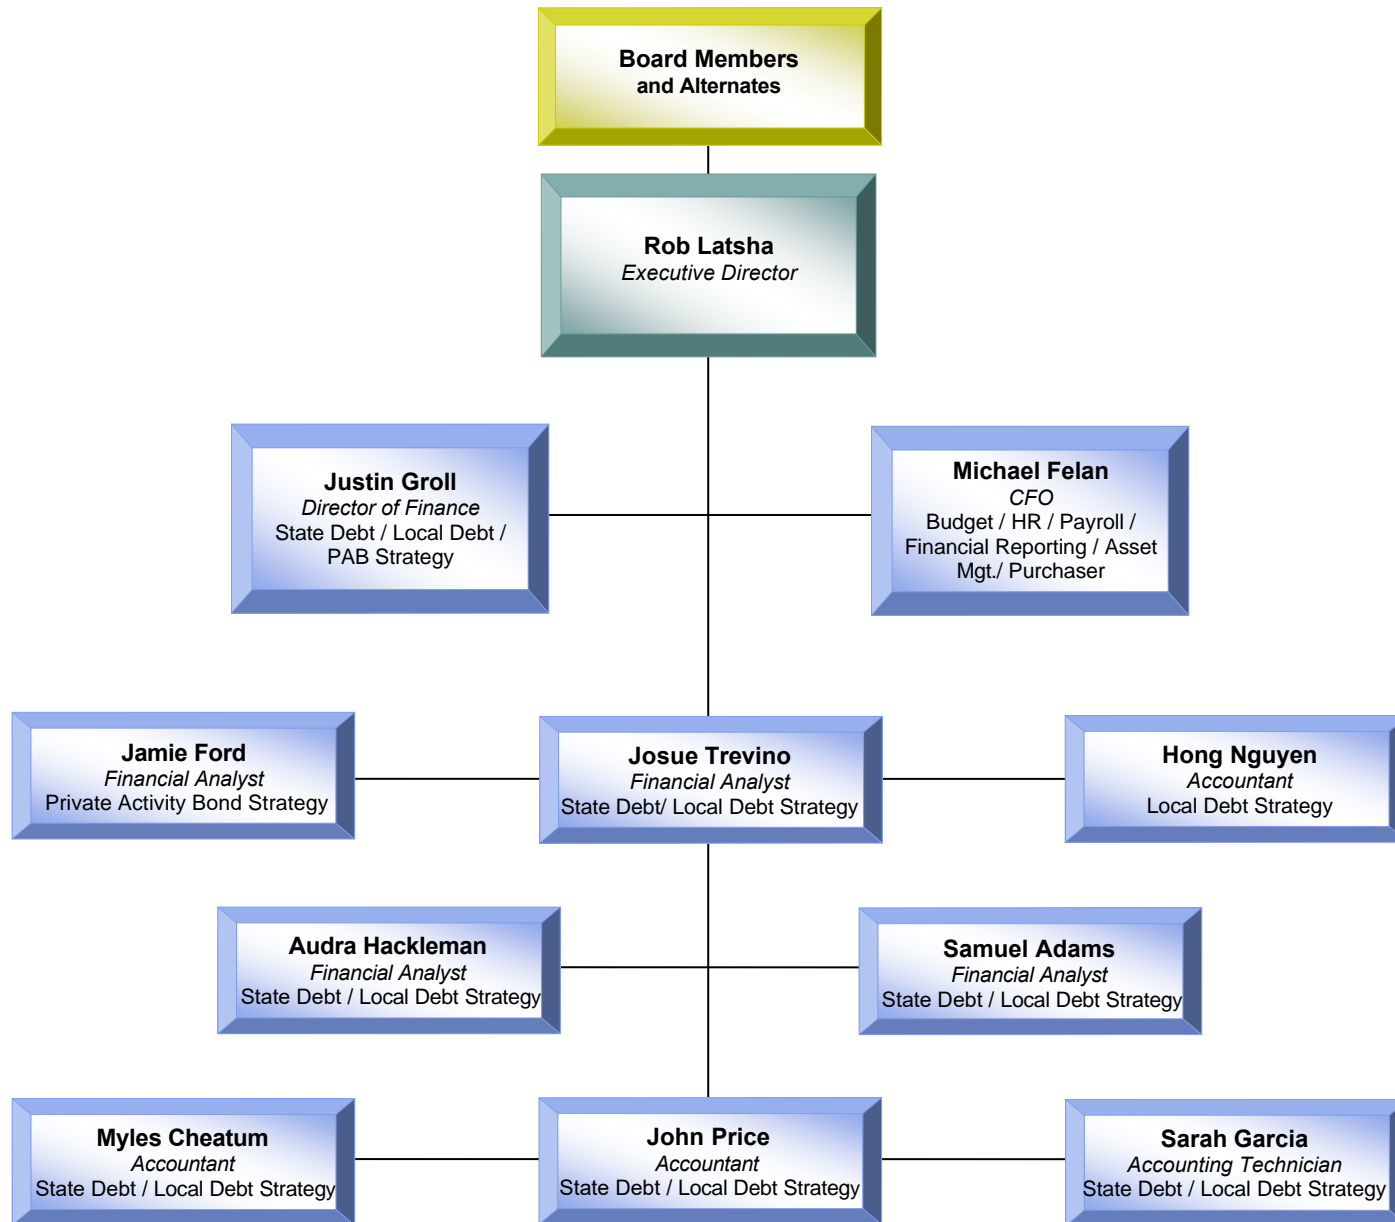 Board Members
and Alternates
Rob Latsha
Executive Director
Justin Groll
Director of Finance
State Debt / Local Debt /
PAB Strategy
Michael Felan
CFO
Budget / HR / Payroll /
Financial Reporting / Asset
Mgt./ Purchaser
Jamie Ford
Financial Analyst
Private Activity Bond Strategy
Josue Trevino
Financial Analyst
State Debt/ Local Debt Strategy
Hong Nguyen
Accountant
Local Debt Strategy
Audra Hackleman
Financial Analyst
State Debt / Local Debt Strategy
Samuel Adams
Financial Analyst
State Debt / Local Debt Strategy
Myles Cheatum
Accountant
State Debt / Local Debt Strategy
John Price
Accountant
State Debt / Local Debt Strategy
Sarah Garcia
Accounting Technician
State Debt / Local Debt Strategy